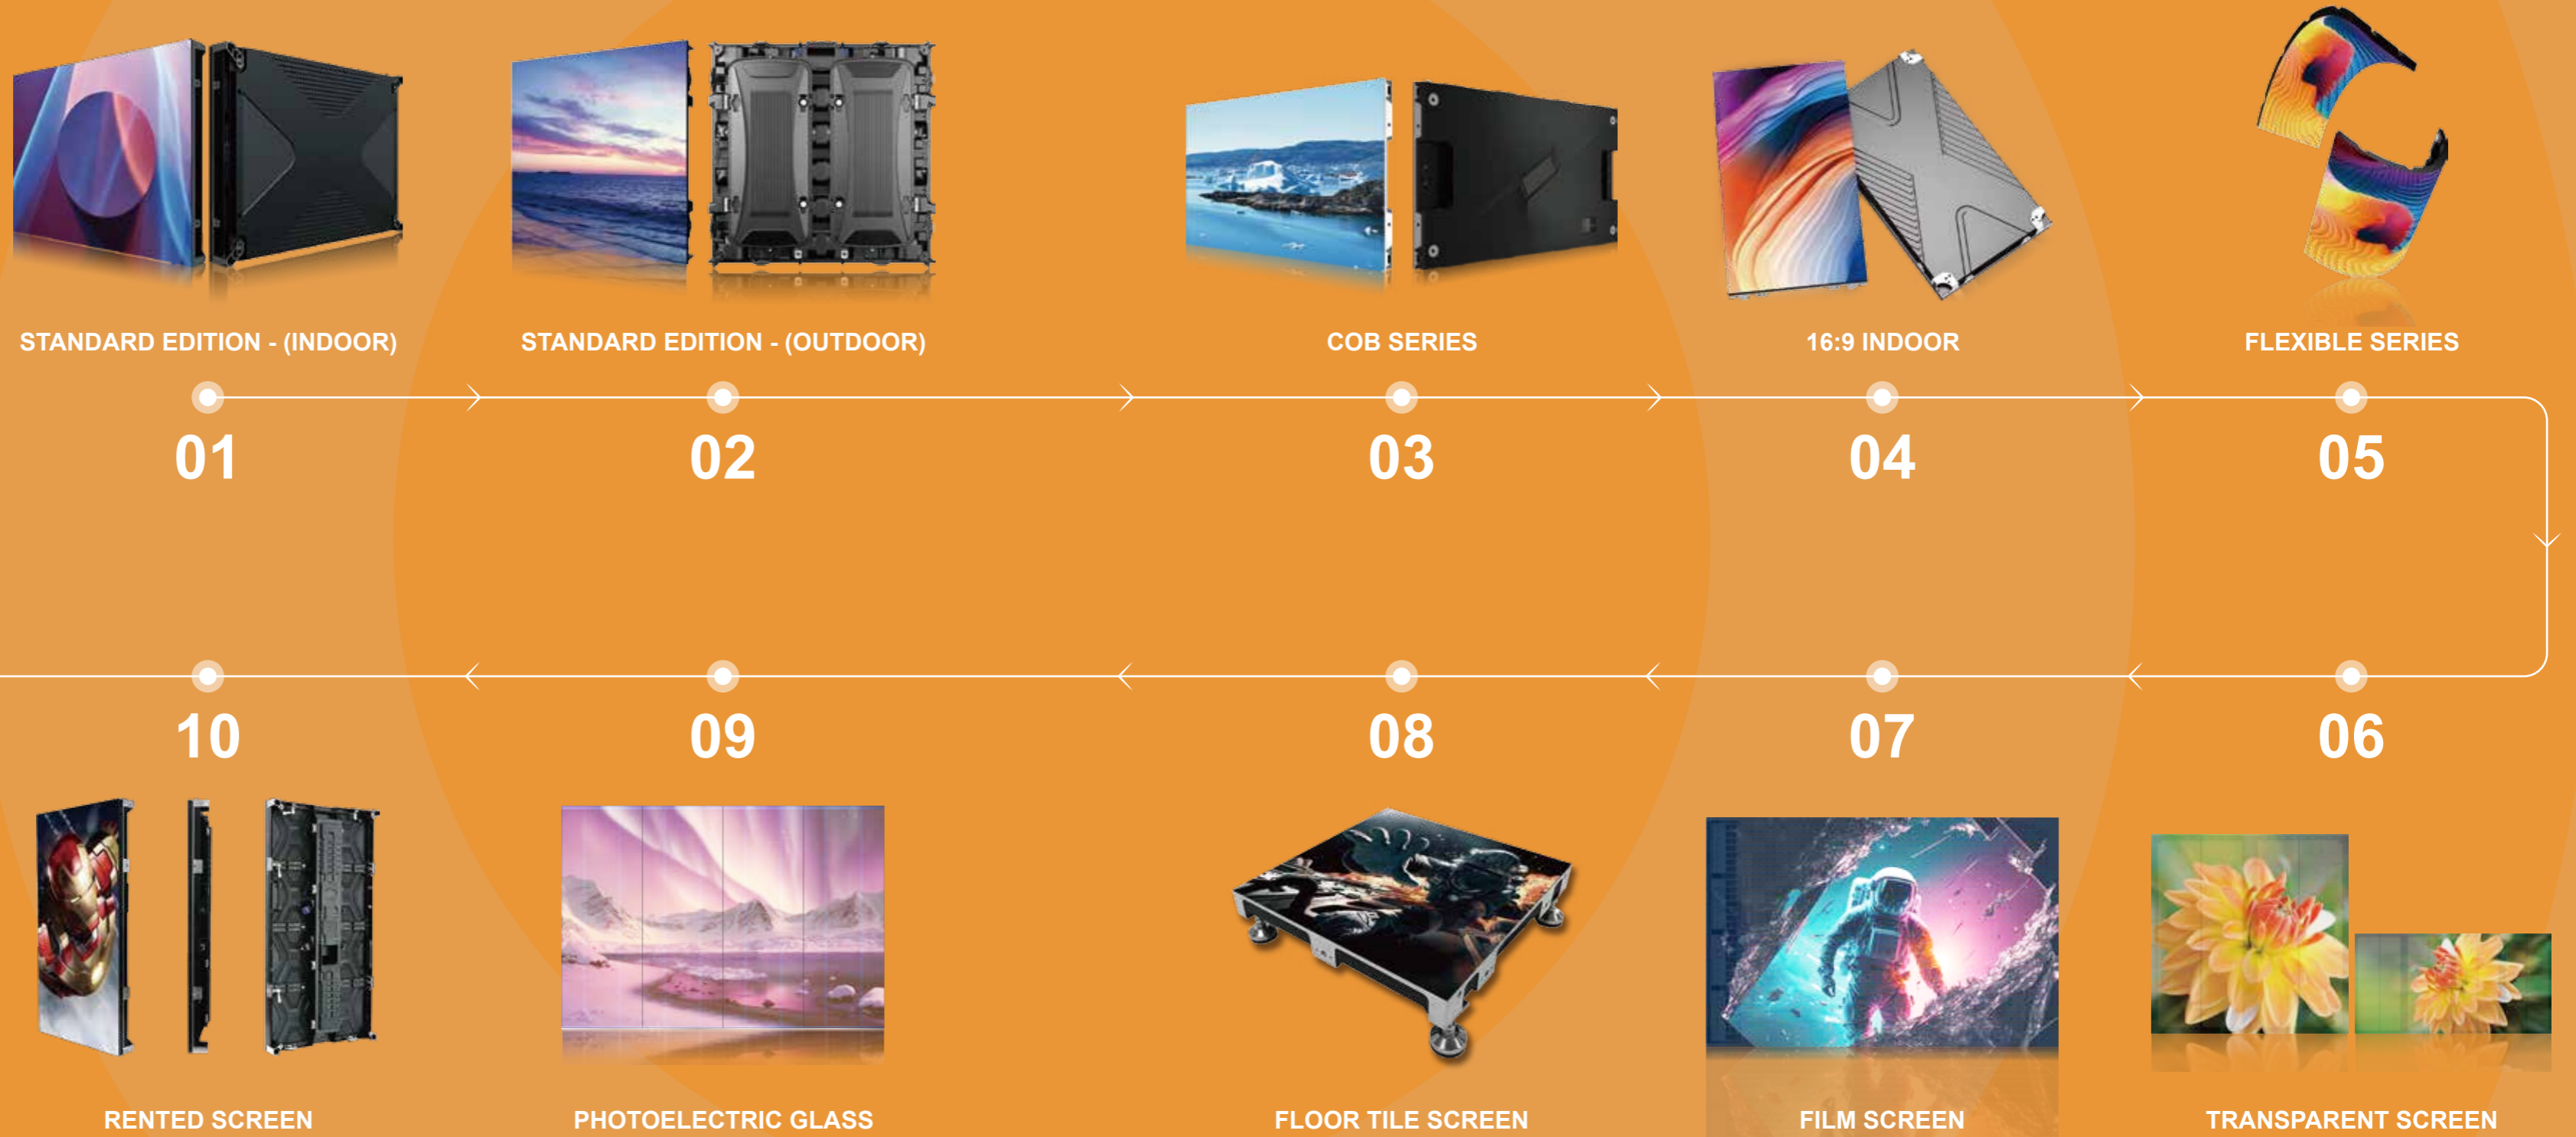 STANDARD EDITION - (INDOOR)
STANDARD EDITION - (OUTDOOR)
COB SERIES
16:9 INDOOR
FLEXIBLE SERIES
01
02
03
04
05
10
09
08
07
06
RENTED SCREEN
PHOTOELECTRIC GLASS
FLOOR TILE SCREEN
FILM SCREEN
TRANSPARENT SCREEN